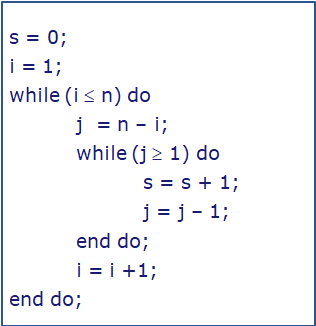 s = 0;
i = 1;
while (i ≤ n) do
j  = n – i;
while (j ≥ 1) do
s = s + 1;
j = j – 1;
end do;
i = i +1;
end do;